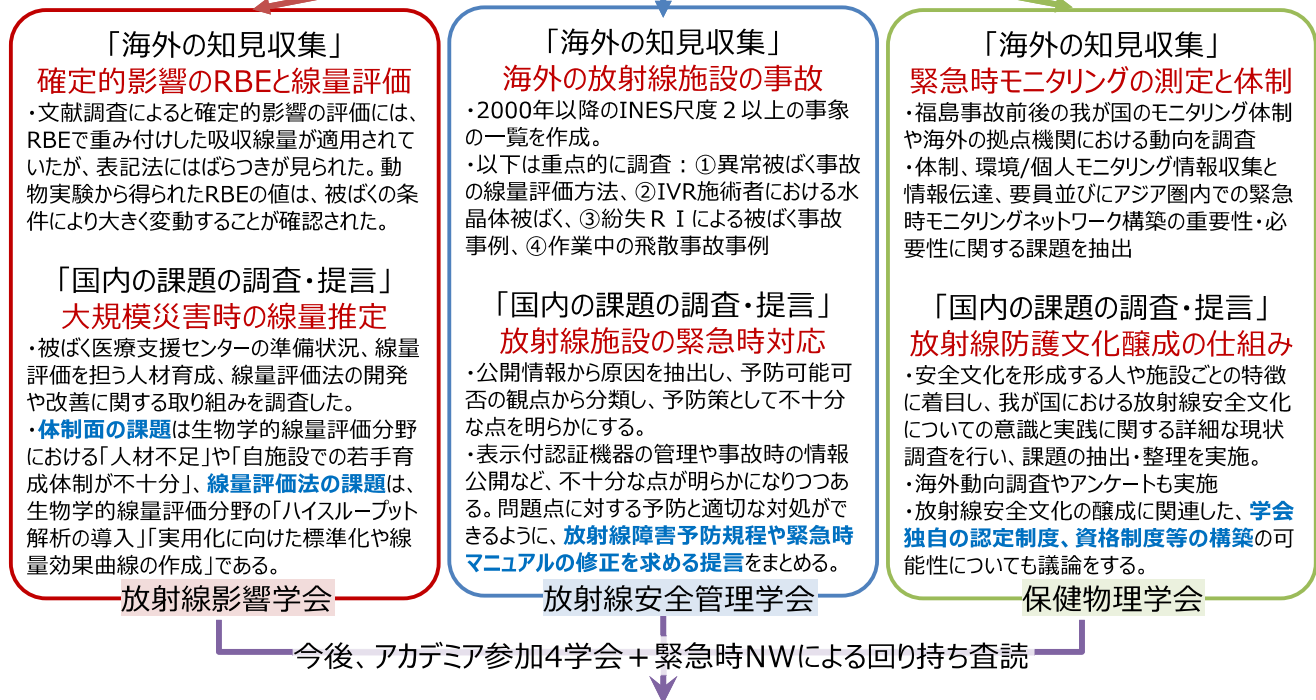 「海外の知見収集」
確定的影響のRBEと線量評価
・文献調査によると確定的影響の評価には、
RBEで重み付けした吸収線量が適用されて
いたが、表記法にはばらつきが見られた。動
物実験から得られたRBEの値は、被ばくの条
件により大きく変動することが確認された。
「国内の課題の調査・提言」
大規模災害時の線量推定
・被ばく医療支援センターの準備状況、線量
評価を担う人材育成、線量評価法の開発
や改善に関する取り組みを調査した。
・体制面の課題は生物学的線量評価分野
における「人材不足」や「自施設での若手育
成体制が不十分」、線量評価法の課題は、
生物学的線量評価分野の「ハイスループット
解析の導入」「実用化に向けた標準化や線
量効果曲線の作成」である。
放射線影響学会
「海外の知見収集」
海外の放射線施設の事故
・2000年以降のINES尺度２以上の事象
の一覧を作成。
・以下は重点的に調査：①異常被ばく事故
の線量評価方法、②IVR施術者における水
晶体被ばく、③紛失ＲＩによる被ばく事故
事例、④作業中の飛散事故事例
「国内の課題の調査・提言」
放射線施設の緊急時対応
・公開情報から原因を抽出し、予防可能可
否の観点から分類し、予防策として不十分
な点を明らかにする。
・表示付認証機器の管理や事故時の情報
公開など、不十分な点が明らかになりつつあ
る。問題点に対する予防と適切な対処がで
きるように、放射線障害予防規程や緊急時
マニュアルの修正を求める提言をまとめる。
放射線安全管理学会
「海外の知見収集」
緊急時モニタリングの測定と体制
・福島事故前後の我が国のモニタリング体制
や海外の拠点機関における動向を調査
・体制、環境/個人モニタリング情報収集と
情報伝達、要員並びにアジア圏内での緊急
時モニタリングネットワーク構築の重要性・必
要性に関する課題を抽出
「国内の課題の調査・提言」
放射線防護文化醸成の仕組み
・安全文化を形成する人や施設ごとの特徴
に着目し、我が国における放射線安全文化
についての意識と実践に関する詳細な現状
調査を行い、課題の抽出・整理を実施。
・海外動向調査やアンケートも実施
・放射線安全文化の醸成に関連した、学会
独自の認定制度、資格制度等の構築の可
能性についても議論をする。
保健物理学会
今後、アカデミア参加4学会＋緊急時NWによる回り持ち査読